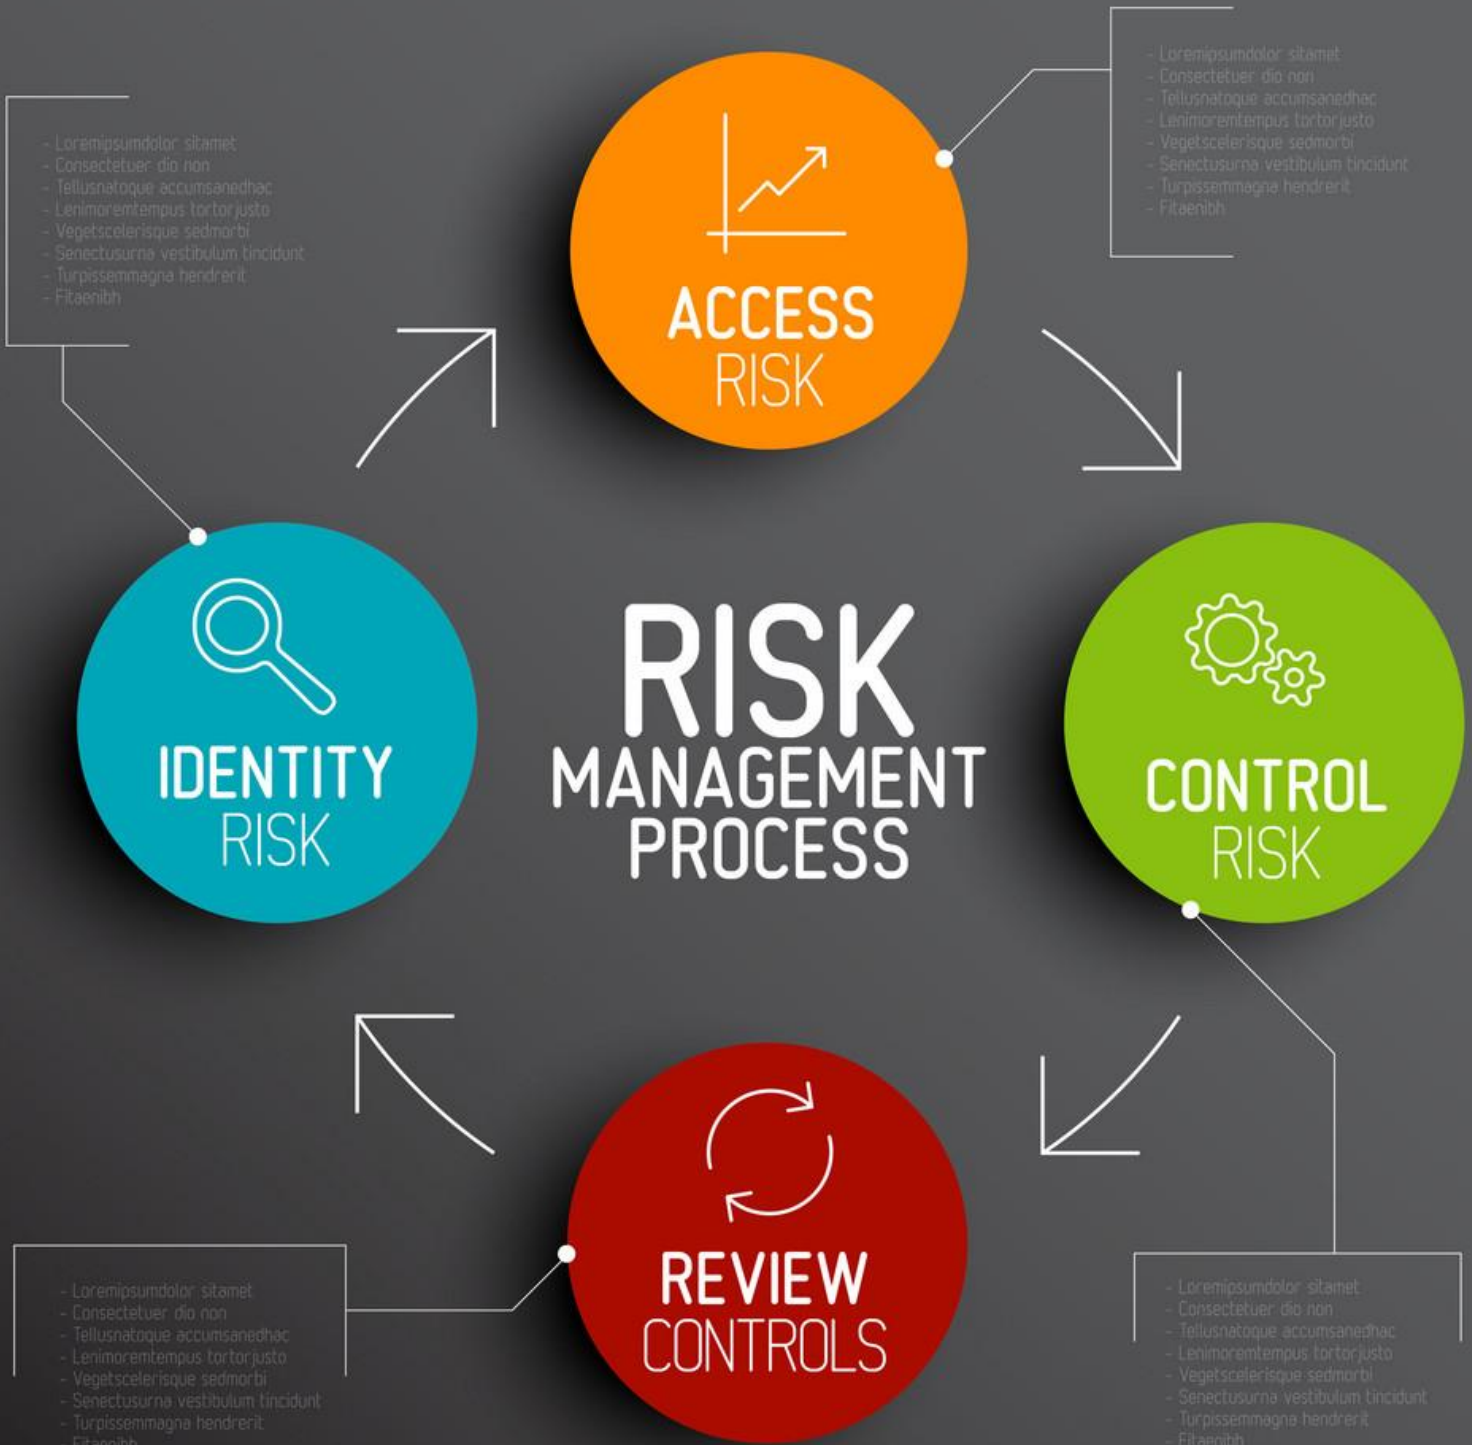 - Loremipsumdolor sitamet
- Consectetuer dio non
- Tellusnatoque accumsanedhac
- Lenimoremtempus tortorjusto
- Vegetscelerisque sedmorbi
- Senectusurna vestibulum tincidunt
- Turpissemmagna hendrerit
- Fitaenibh
ACCESS
RISK
- Loremipsumdolor sitamet
- Consectetuer dio non
- Tellusnatoque accumsanedhac
- Lenimoremtempus tortorjusto
- Vegetscelerisque sedmorbi
- Senectusurna vestibulum tincidunt
- Turpissemmagna hendrerit
- Fitaenibh
IDENTITY
RISK
RISK
MANAGEMENT
PROCESS
CONTROL
RISK
- Loremipsumdolor sitamet
- Consectetuer dio non
- Tellusnatoque accumsanedhac
- Lenimoremtempus tortorjusto
- Vegetscelerisque sedmorbi
- Senectusurna vestibulum tincidunt
- Turpissemmagna hendrerit
- Fitaenibh
REVIEW
CONTROLS
- Loremipsumdolor sitamet
- Consectetuer dio non
- Tellusnatoque accumsanedhac
- Lenimoremtempus tortorjusto
- Vegetscelerisque sedmorbi
- Senectusurna vestibulum tincidunt
- Turpissemmagna hendrerit
- Fitaenibh